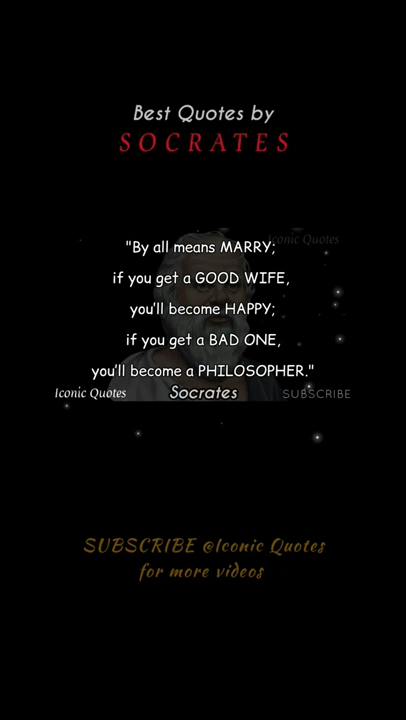 Best Quotes by
SOCRATES
Iconic Quotes
"By all means MARRY;
if you get a GOOD WIFE,
you'll become HAPPY;
if you get a BAD ONE,
you'll become a PHILOSOPHER."
Iconic Quotes
Socrates
SUBSCRIBE
SUBSCRIBE @Iconic Quotes
for more videos